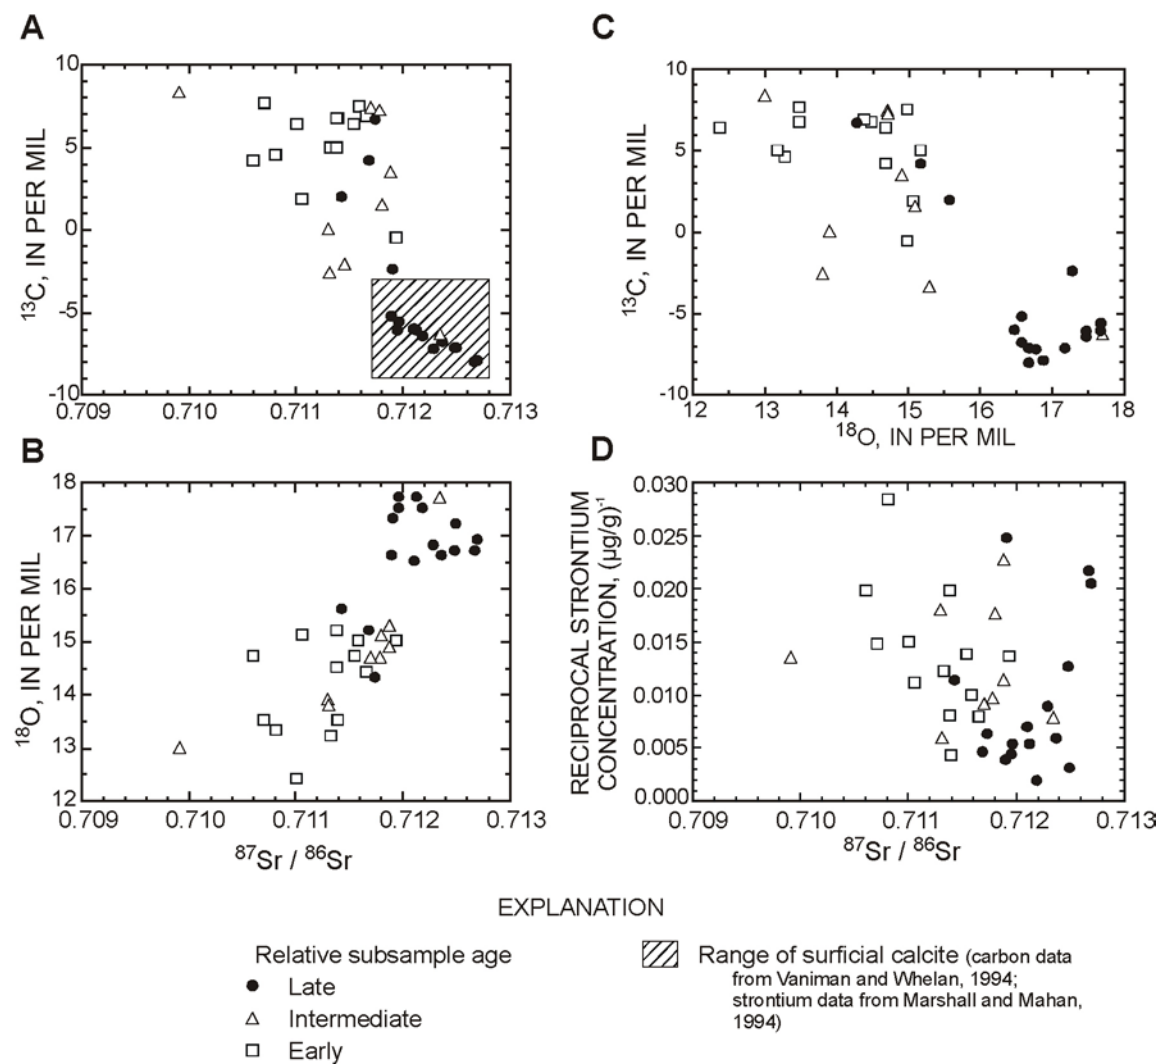 A
10
5
0
-5
-10
¹³C, IN PER MIL
0.709 0.710 0.711 0.712 0.713
C
10
5
0
-5
-10
¹³C, IN PER MIL
12 13 14 15 16 17 18
¹⁸O, IN PER MIL
B
18
17
16
15
14
13
12
¹⁸O, IN PER MIL
0.709 0.710 0.711 0.712 0.713
⁸⁷Sr / ⁸⁶Sr
D
0.030
0.025
0.020
0.015
0.010
0.005
0.000
RECIPROCAL STRONTIUM
CONCENTRATION, (µg/g)⁻¹
0.709 0.710 0.711 0.712 0.713
⁸⁷Sr / ⁸⁶Sr
EXPLANATION
Relative subsample age
Late
Intermediate
Early
Range of surficial calcite (carbon data
from Vaniman and Whelan, 1994;
strontium data from Marshall and Mahan,
1994)